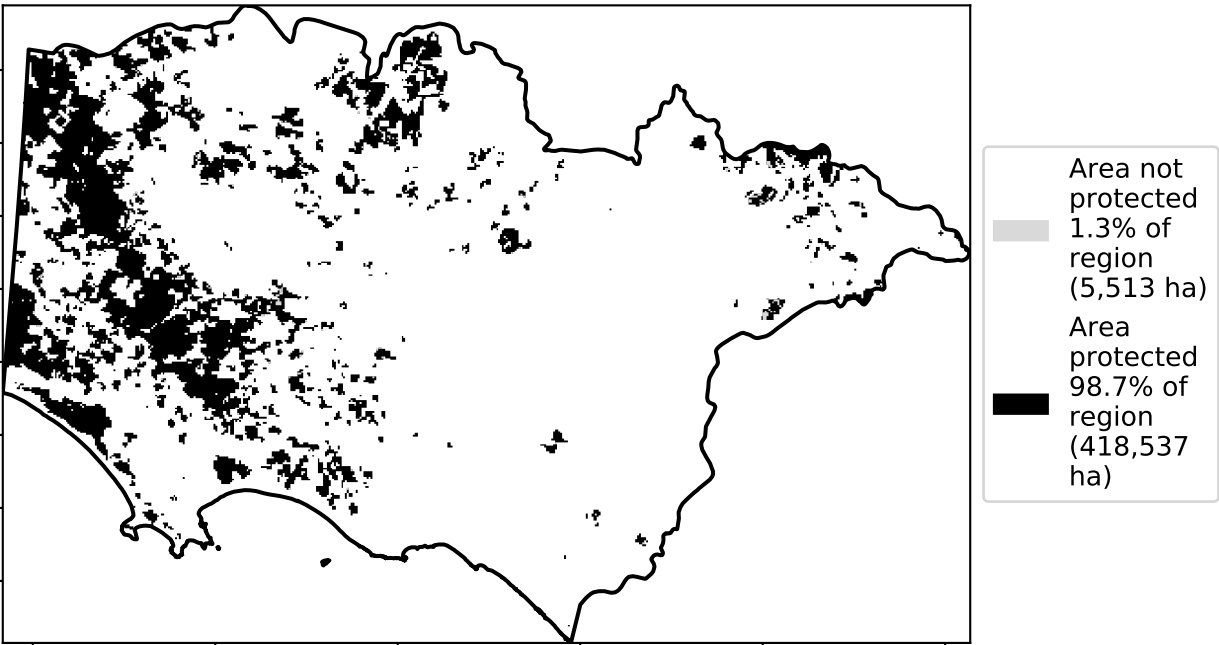 Area not
protected
1.3% of
region
(5,513 ha)
Area
protected
98.7% of
region
(418,537
ha)